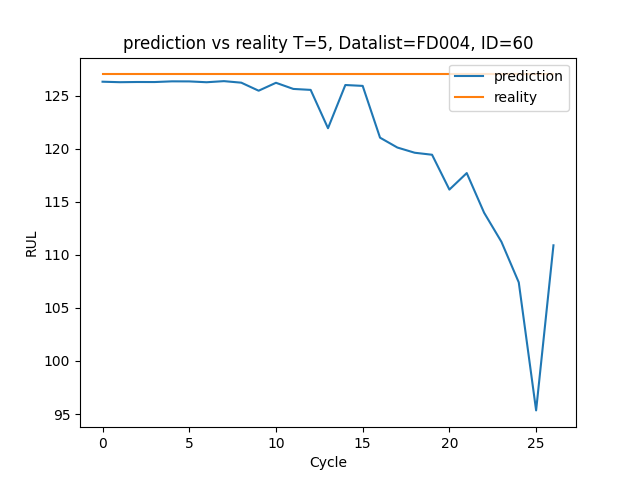 prediction vs reality T=5, Datalist=FD004, ID=60
prediction
reality
125
120
115
110
105
100
95
RUL
0 5 10 15 20 25
Cycle